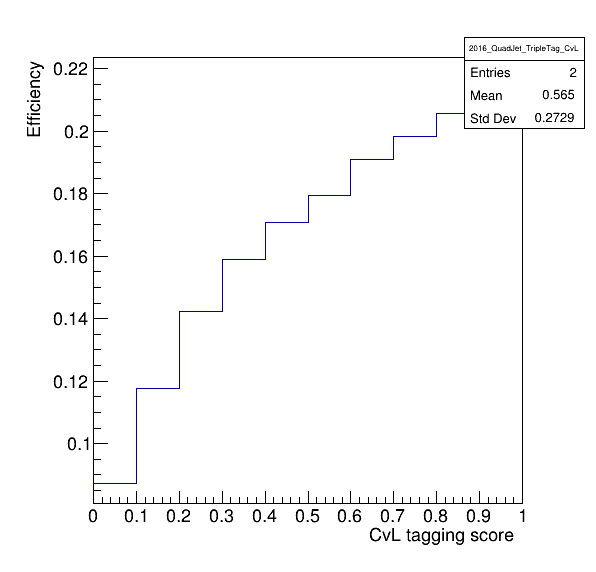 2016_QuadJet_TripleTag_CvL
Entries 2
Mean 0.565
Std Dev 0.2729
Efficiency
0.22
0.2
0.18
0.16
0.14
0.12
0.1
0 0.1 0.2 0.3 0.4 0.5 0.6 0.7 0.8 0.9 1
CvL tagging score